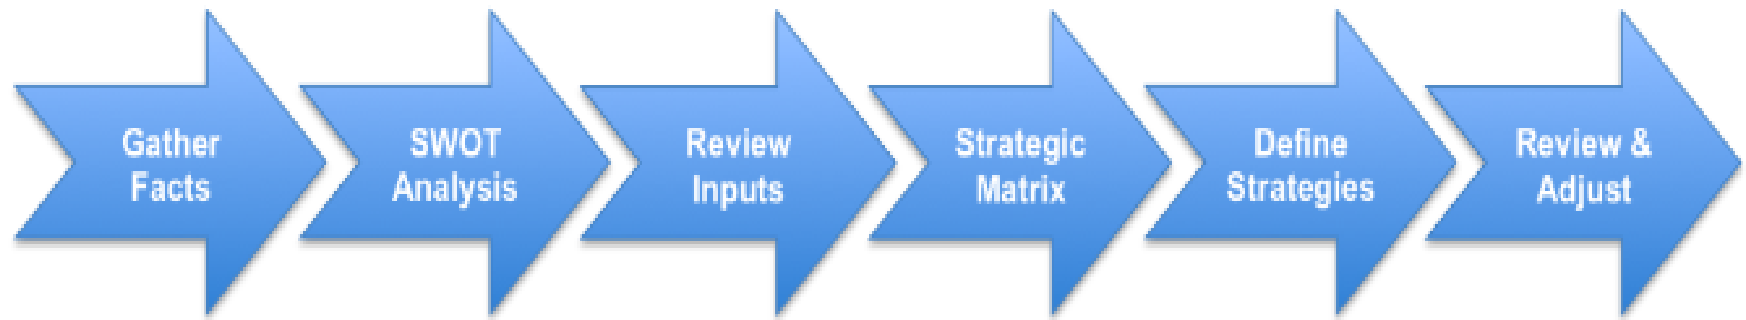 Gather
Facts
SWOT
Analysis
Review
Inputs
Strategic
Matrix
Define
Strategies
Review &
Adjust